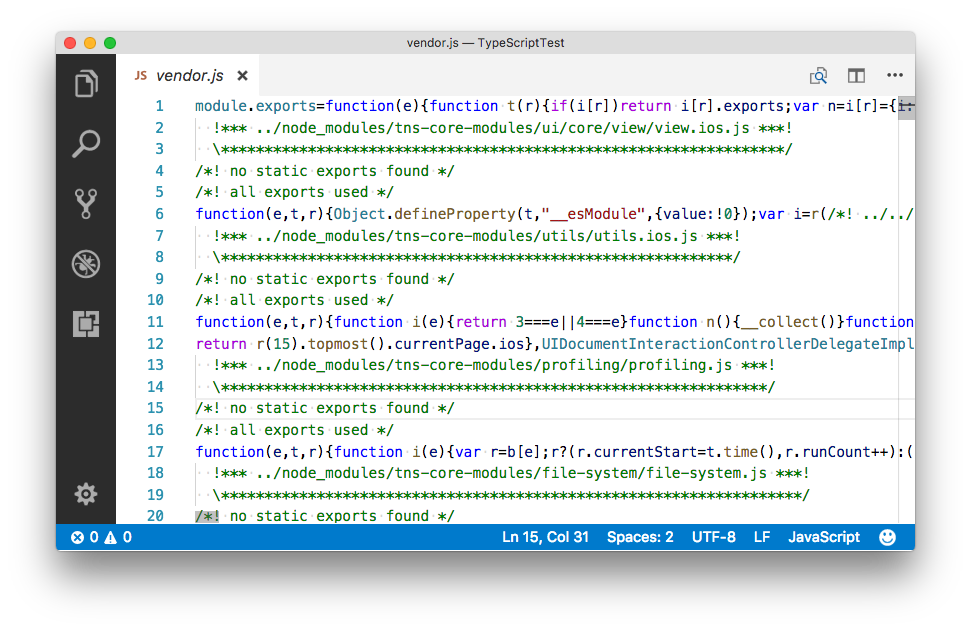 vendor.js — TypeScriptTest
JS vendor.js
1 module.exports=function(e){function t(r){if(i[r])return i[r].exports;var n=i[r]={i:
2 !*** ../node_modules/tns-core-modules/ui/core/view/view.ios.js ***!
3 \*****************************************************************/
4 /*! no static exports found */
5 /*! all exports used */
6 function(e,t,r){Object.defineProperty(t,"__esModule",{value:!0});var i=r(/*! ../../
7 !*** ../node_modules/tns-core-modules/utils/utils.ios.js ***!
8 \***********************************************************/
9 /*! no static exports found */
10 /*! all exports used */
11 function(e,t,r){function i(e){return 3===e||4===e}function n(){__collect()}function
12 return r(15).topmost().currentPage.ios},UIDocumentInteractionControllerDelegateImpl
13 !*** ../node_modules/tns-core-modules/profiling/profiling.js ***!
14 \***************************************************************/
15 /*! no static exports found */
16 /*! all exports used */
17 function(e,t,r){function i(e){var r=b[e];r?(r.currentStart=t.time(),r.runCount++):(
18 !*** ../node_modules/tns-core-modules/file-system/file-system.js ***!
19 \*******************************************************************/
20 /*! no static exports found */
0 0 Ln 15, Col 31 Spaces: 2 UTF-8 LF JavaScript